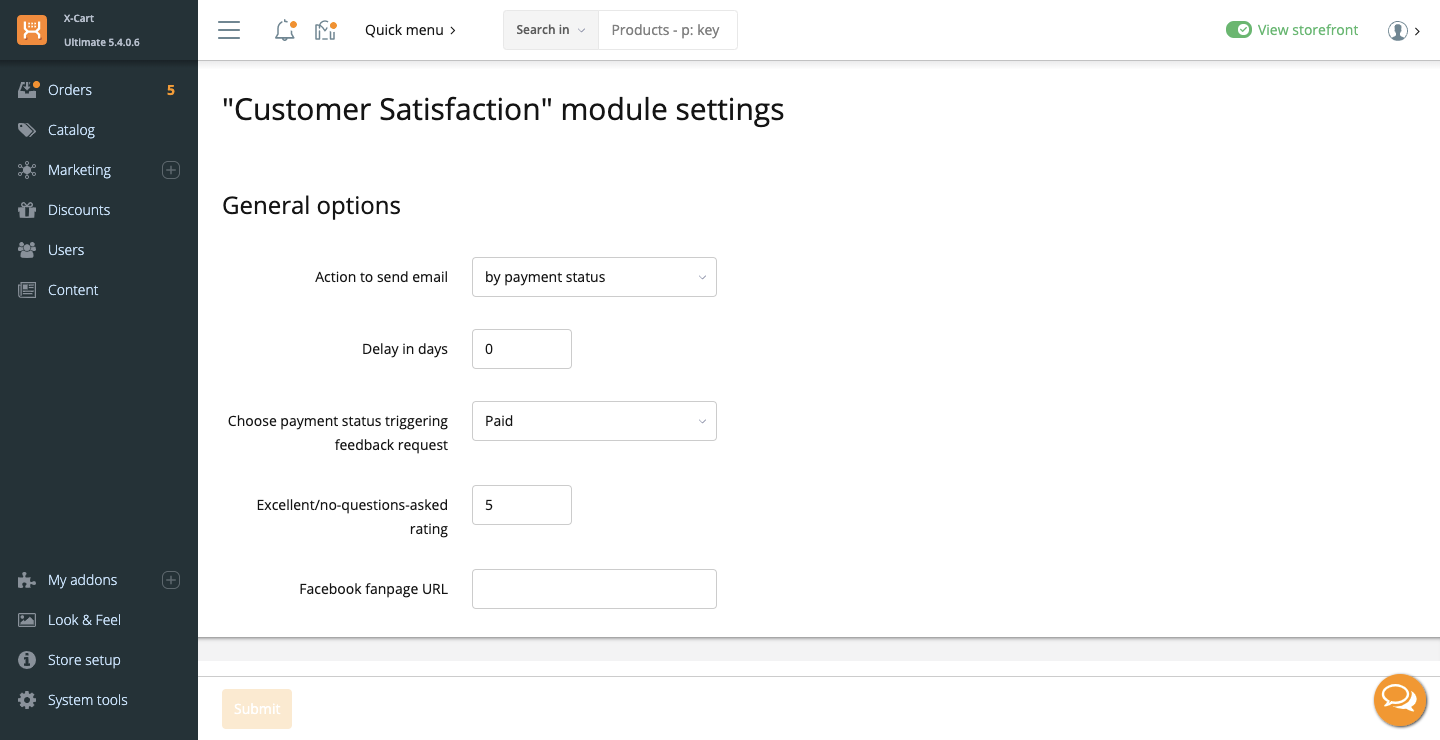 X-Cart
Ultimate 5.4.0.6
Quick menu
Search in
Products - p: key
View storefront
Orders
5
Catalog
Marketing
Discounts
Users
Content
My addons
Look & Feel
Store setup
System tools
"Customer Satisfaction" module settings
General options
Action to send email
by payment status
Delay in days
0
Choose payment status triggering
feedback request
Paid
Excellent/no-questions-asked
rating
5
Facebook fanpage URL
Submit